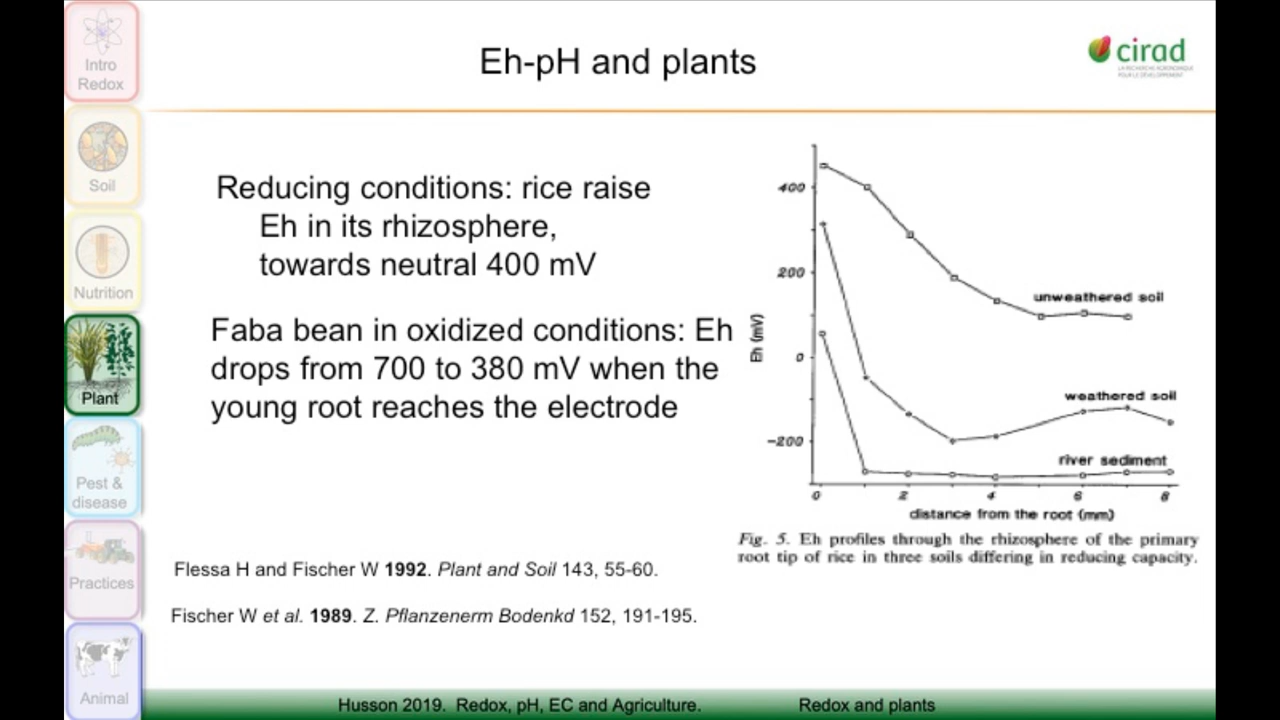 Intro
Redox
Soil
Nutrition
Plant
Pest &
disease
Practices
Animal
Eh-pH and plants
cirad
LA RECHERCHE AGRONOMIQUE
POUR LE DÉVELOPPEMENT
Reducing conditions: rice raise
Eh in its rhizosphere,
towards neutral 400 mV
Faba bean in oxidized conditions: Eh
drops from 700 to 380 mV when the
young root reaches the electrode
Flessa H and Fischer W 1992. Plant and Soil 143, 55-60.
Fischer W et al. 1989. Z. Pflanzenerm Bodenkd 152, 191-195.
400
200
0
-200
Eh (mV)
unweathered soil
weathered soil
river sediment
0 2 4 6 8
distance from the root (mm)
Fig. 5. Eh profiles through the rhizosphere of the primary
root tip of rice in three soils differing in reducing capacity.
Husson 2019. Redox, pH, EC and Agriculture.
Redox and plants